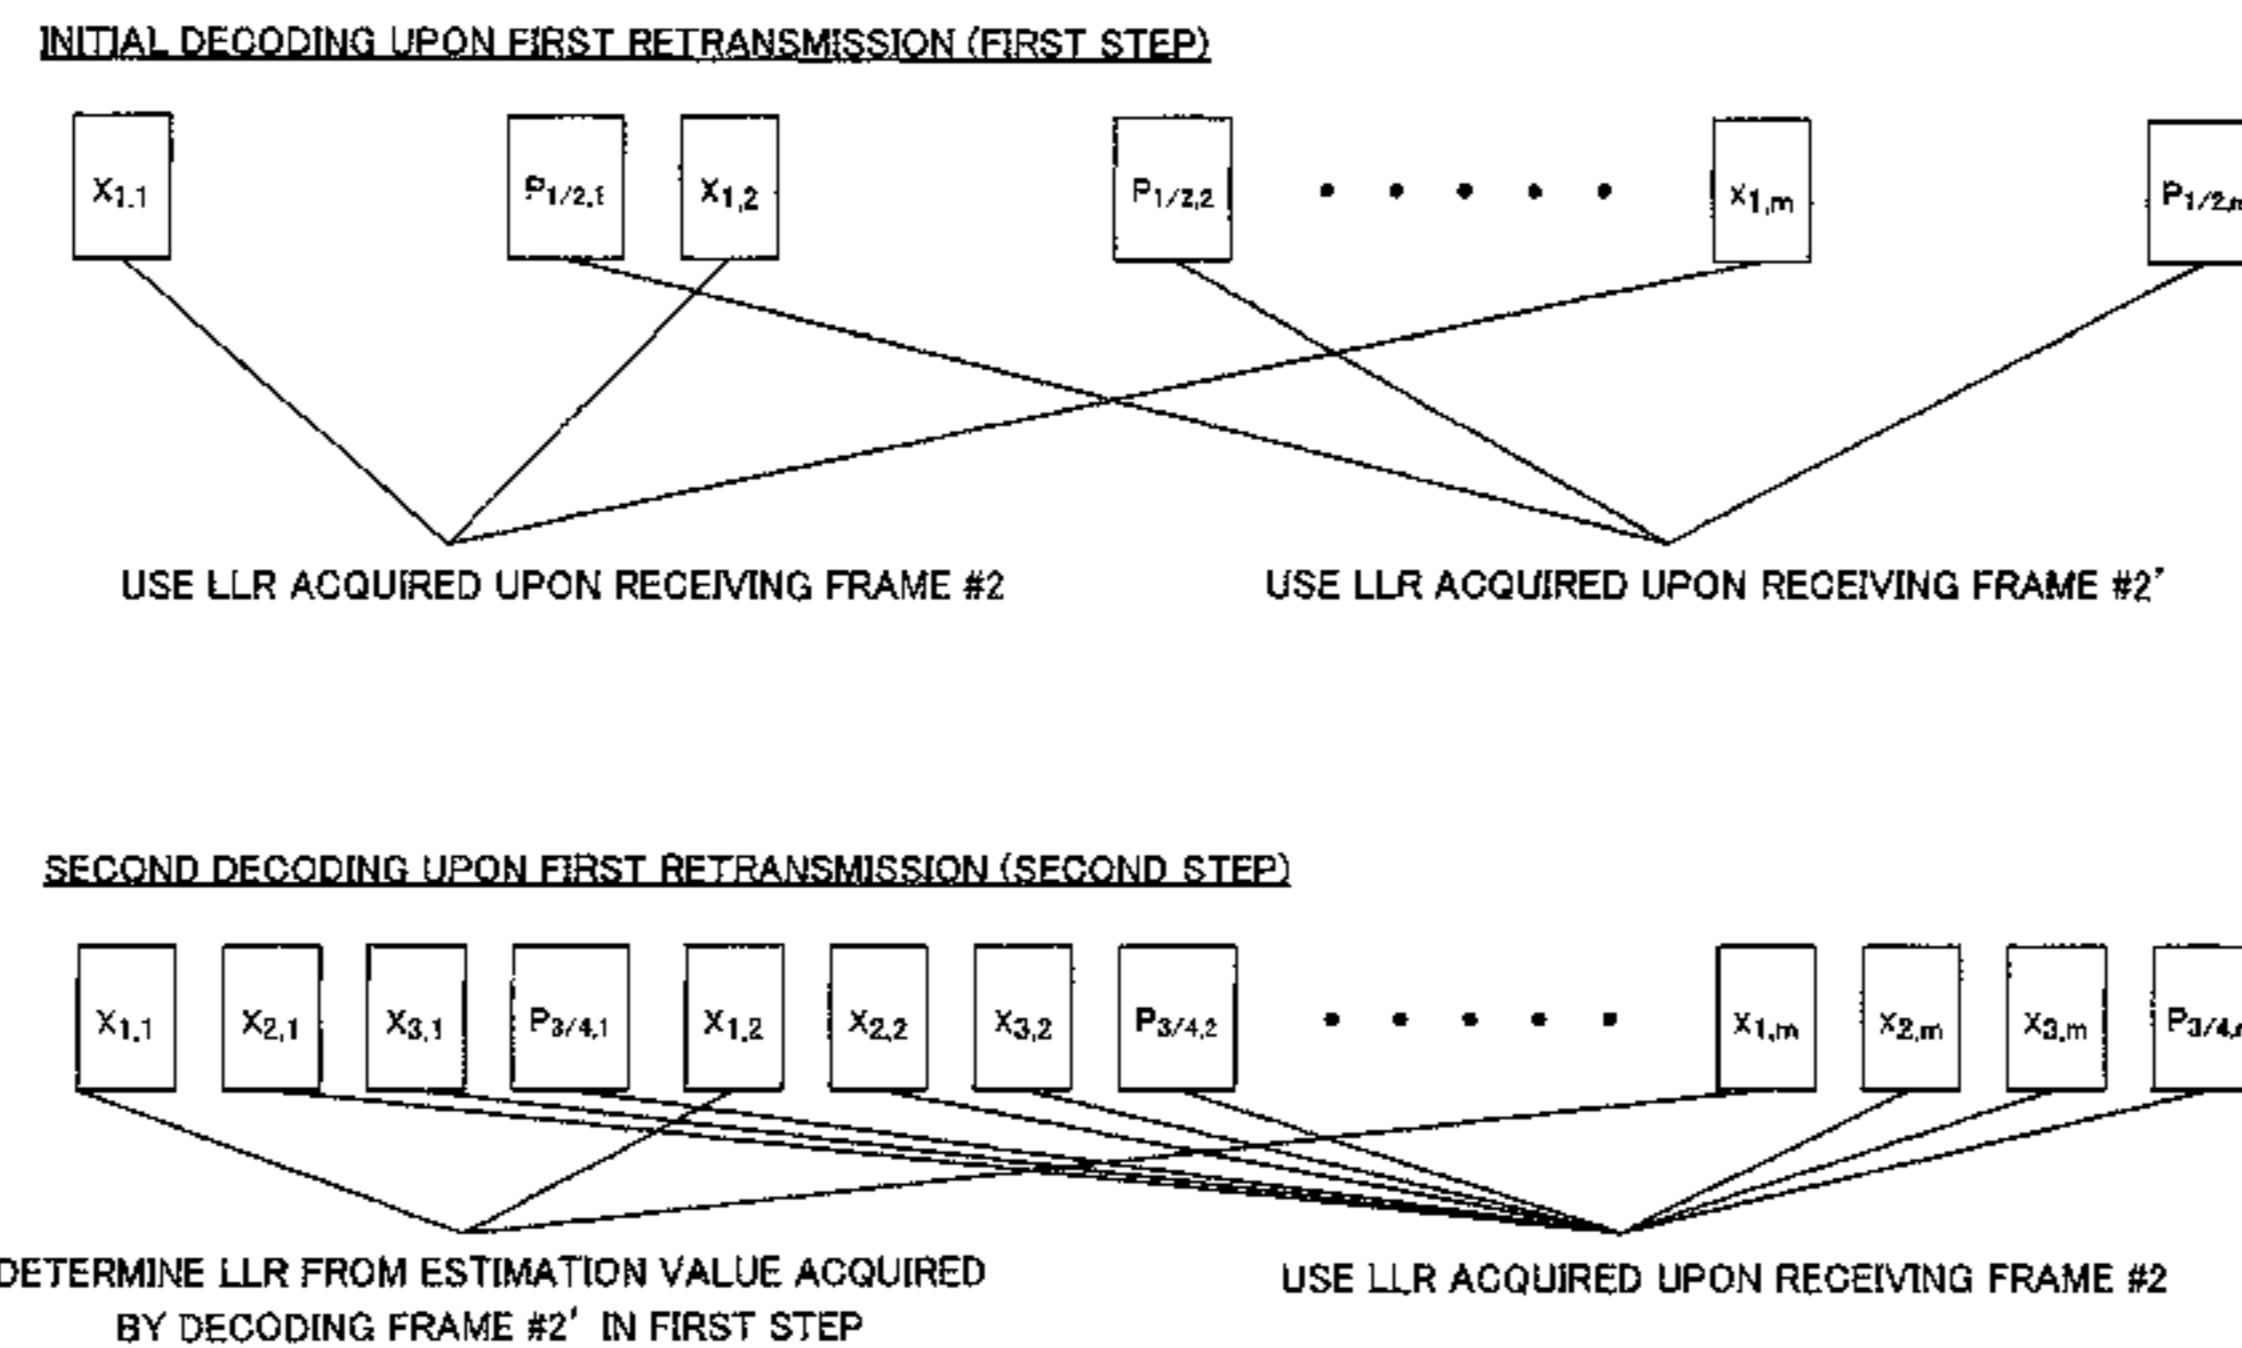 INITIAL DECODING UPON FIRST RETRANSMISSION (FIRST STEP)
X1,1 P1/2,1 X1,2 P1/2,2 • • • • • X1,m P1/2,m
USE LLR ACQUIRED UPON RECEIVING FRAME #2 USE LLR ACQUIRED UPON RECEIVING FRAME #2'
SECOND DECODING UPON FIRST RETRANSMISSION (SECOND STEP)
X1,1 X2,1 X3,1 P3/4,1 X1,2 X2,2 X3,2 P3/4,2 • • • • • X1,m X2,m X3,m P3/4,
DETERMINE LLR FROM ESTIMATION VALUE ACQUIRED
BY DECODING FRAME #2' IN FIRST STEP
USE LLR ACQUIRED UPON RECEIVING FRAME #2